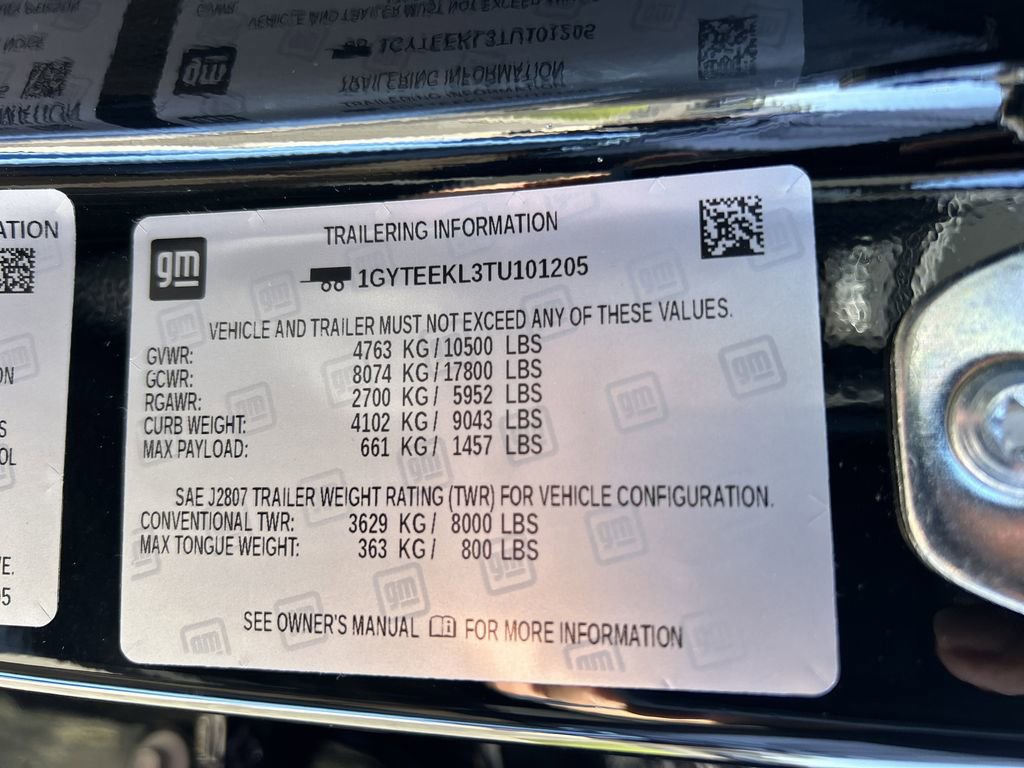 TRAILERING INFORMATION
gm
1GYTEEKL3TU101205
VEHICLE AND TRAILER MUST NOT EXCEED ANY OF THESE VALUES.
GVWR: 4763 KG/10500 LBS
GCWR: 8074 KG/17800 LBS
RGAWR: 2700 KG/ 5952 LBS
CURB WEIGHT: 4102 KG/ 9043 LBS
MAX PAYLOAD: 661 KG/ 1457 LBS
SAE J2807 TRAILER WEIGHT RATING (TWR) FOR VEHICLE CONFIGURATION.
CONVENTIONAL TWR: 3629 KG/ 8000 LBS
MAX TONGUE WEIGHT: 363 KG/ 800 LBS
SEE OWNER'S MANUAL FOR MORE INFORMATION